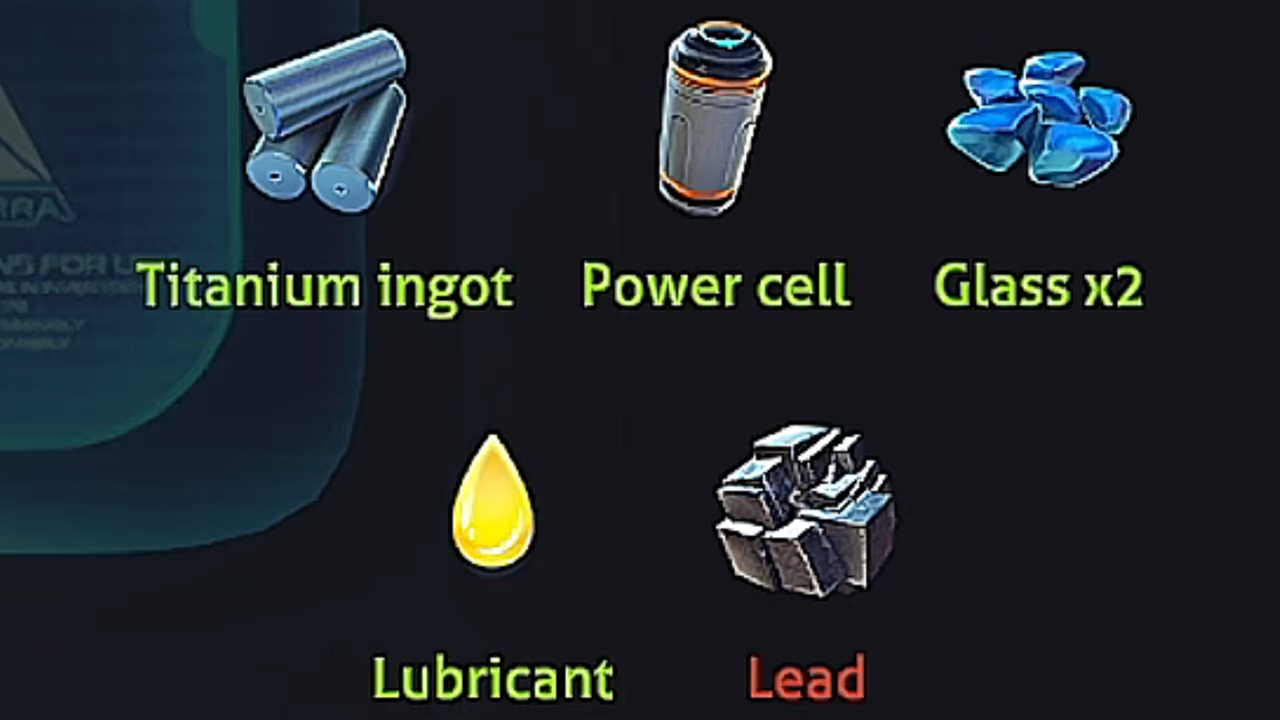 Titanium ingot
Power cell
Glass x2
Lubricant
Lead